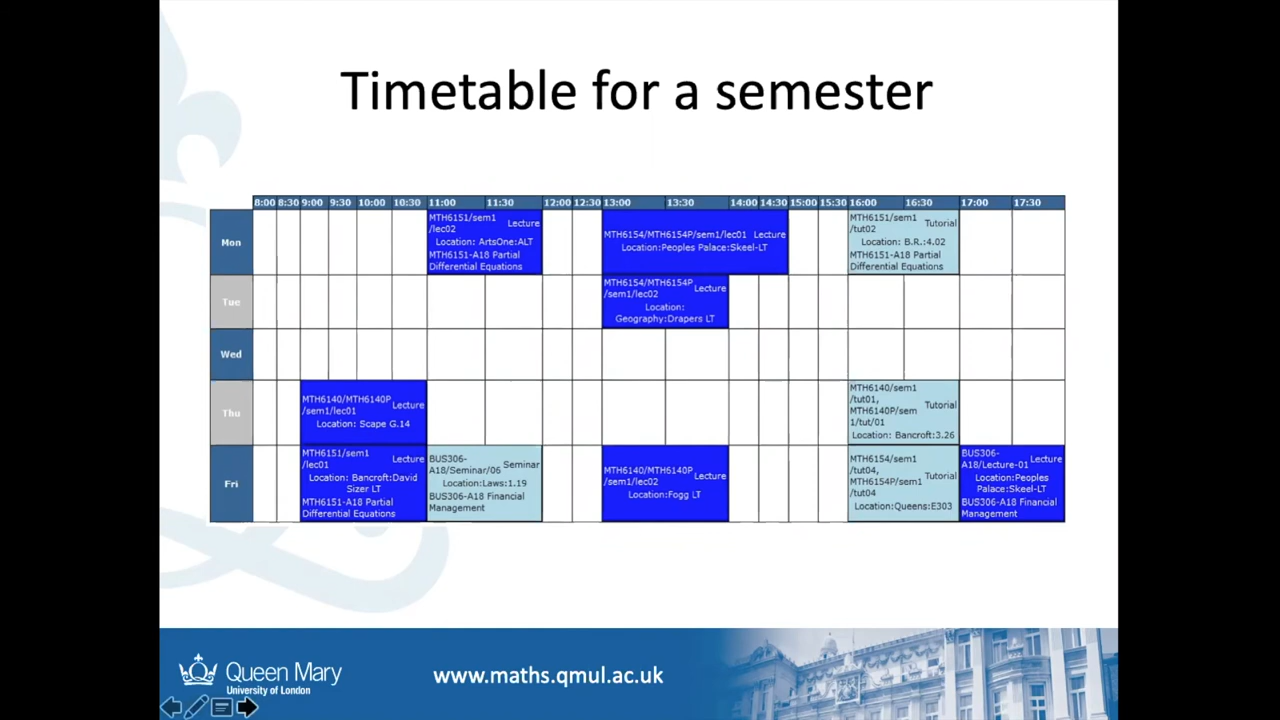 Timetable for a semester
8:00 8:30 9:00 9:30 10:00 10:30 11:00 11:30 12:00 12:30 13:00 13:30 14:00 14:30 15:00 15:30 16:00 16:30 17:00 17:30
Mon
MTH6151/sem1
/lec02
Lecture
Location: ArtsOne:ALT
MTH6151-A18 Partial
Differential Equations
MTH6154/MTH6154P/sem1/lec01 Lecture
Location:Peoples Palace:Skeel-LT
MTH6151/sem1
/tut02
Tutorial
Location: B.R.:4.02
MTH6151-A18 Partial
Differential Equations
Tue
MTH6154/MTH6154P
/sem1/lec02
Lecture
Location:
Geography:Drapers LT
Wed
Thu
MTH6140/MTH6140P
/sem1/lec01
Lecture
Location: Scape G.14
MTH6140/sem1
/tut01,
MTH6140P/sem
1/tut/01
Tutorial
Location: Bancroft:3.26
Fri
MTH6151/sem1
/lec01
Lecture
Location: Bancroft:David
Sizer LT
MTH6151-A18 Partial
Differential Equations
BUS306-
A18/Seminar/06
Seminar
Location:Laws:1.19
BUS306-A18 Financial
Management
MTH6140/MTH6140P
/sem1/lec02
Lecture
Location:Fogg LT
MTH6154/sem1
/tut04,
MTH6154P/sem1
/tut04
Tutorial
Location:Queens:E303
BUS306-
A18/Lecture-01
Lecture
Location:Peoples
Palace:Skeel-LT
BUS306-A18 Financial
Management
Queen Mary
University of London
www.maths.qmul.ac.uk